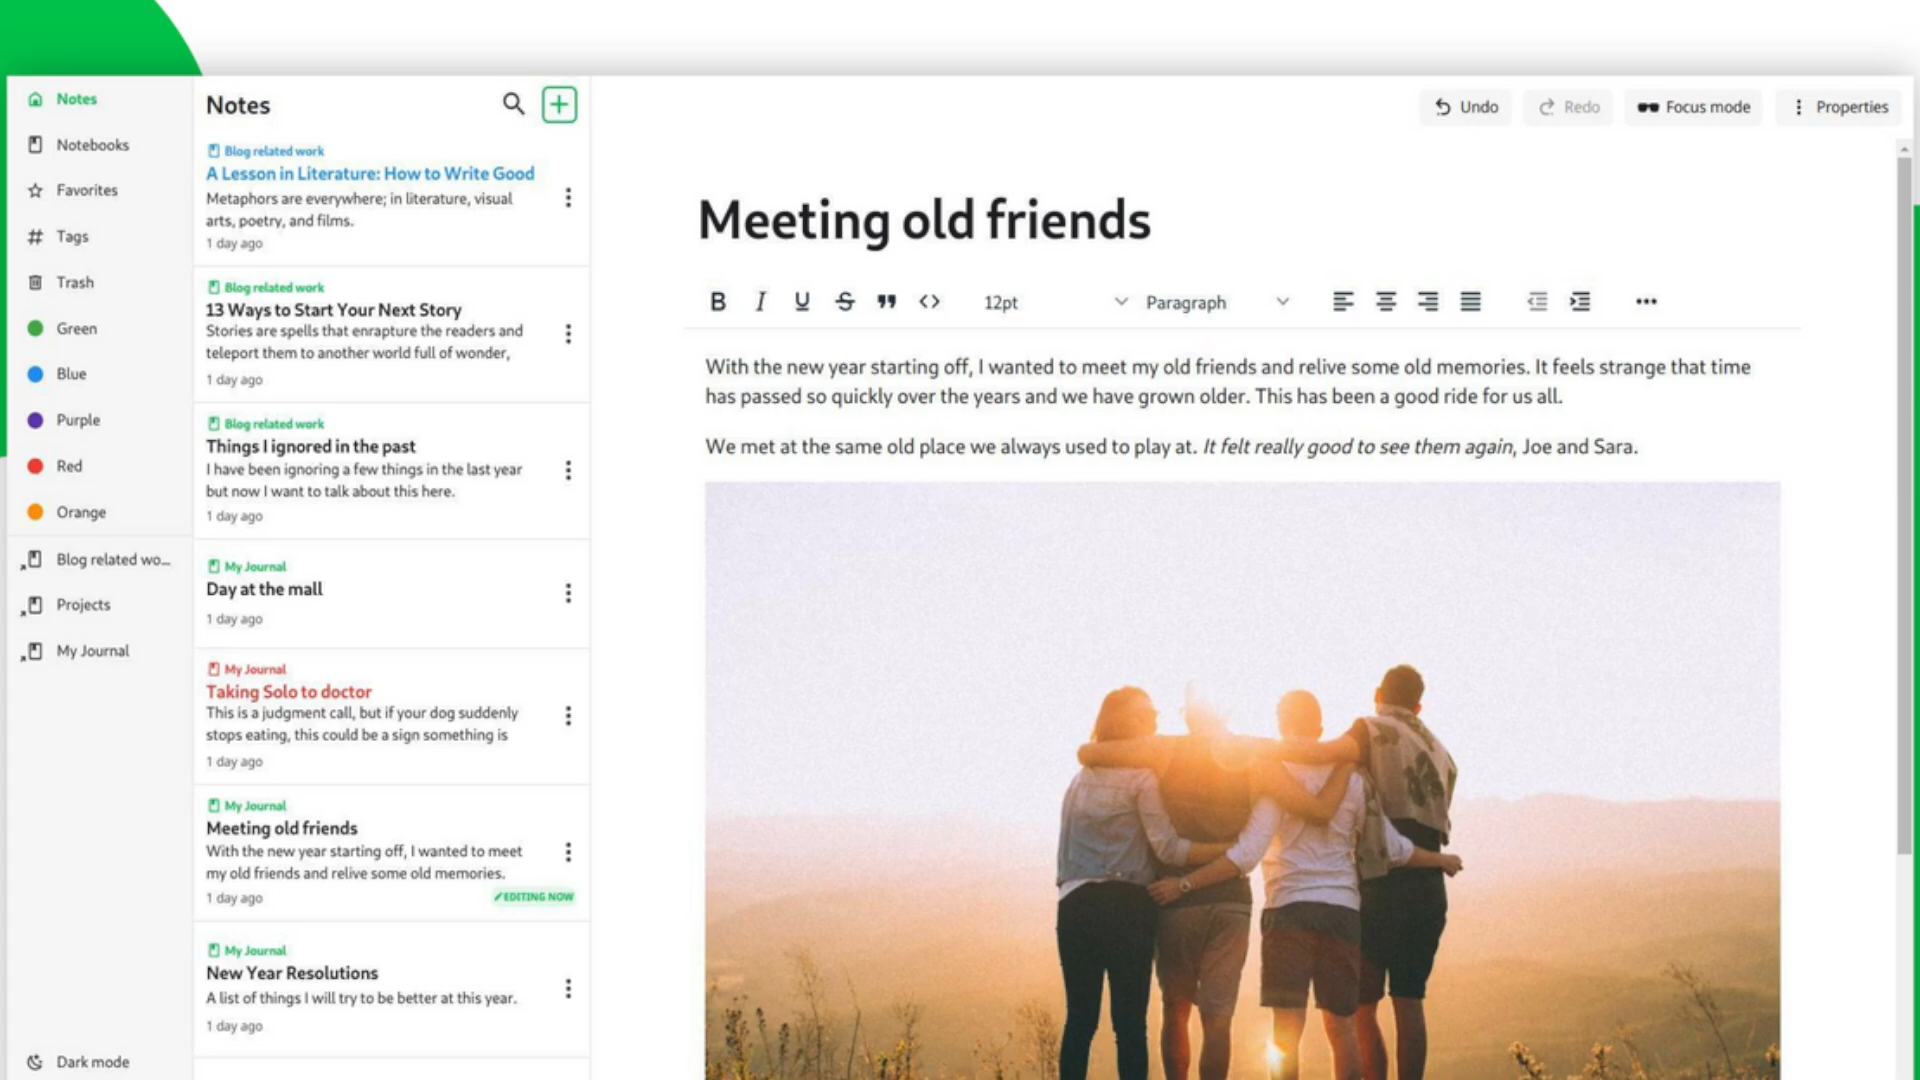 Notes
Notebooks
Favorites
Tags
Trash
Green
Blue
Purple
Red
Orange
Blog related wo...
Projects
My Journal
Dark mode
Notes
Blog related work
A Lesson in Literature: How to Write Good
Metaphors are everywhere; in literature, visual
arts, poetry, and films.
1 day ago
Blog related work
13 Ways to Start Your Next Story
Stories are spells that enrapture the readers and
teleport them to another world full of wonder,
1 day ago
Blog related work
Things I ignored in the past
I have been ignoring a few things in the last year
but now I want to talk about this here.
1 day ago
My Journal
Day at the mall
1 day ago
My Journal
Taking Solo to doctor
This is a judgment call, but if your dog suddenly
stops eating, this could be a sign something is
1 day ago
My Journal
Meeting old friends
With the new year starting off, I wanted to meet
my old friends and relive some old memories.
1 day ago
EDITING NOW
My Journal
New Year Resolutions
A list of things I will try to be better at this year.
1 day ago
Undo Redo Focus mode Properties
Meeting old friends
B I U S 12pt Paragraph
With the new year starting off, I wanted to meet my old friends and relive some old memories. It feels strange that time
has passed so quickly over the years and we have grown older. This has been a good ride for us all.
We met at the same old place we always used to play at. It felt really good to see them again, Joe and Sara.